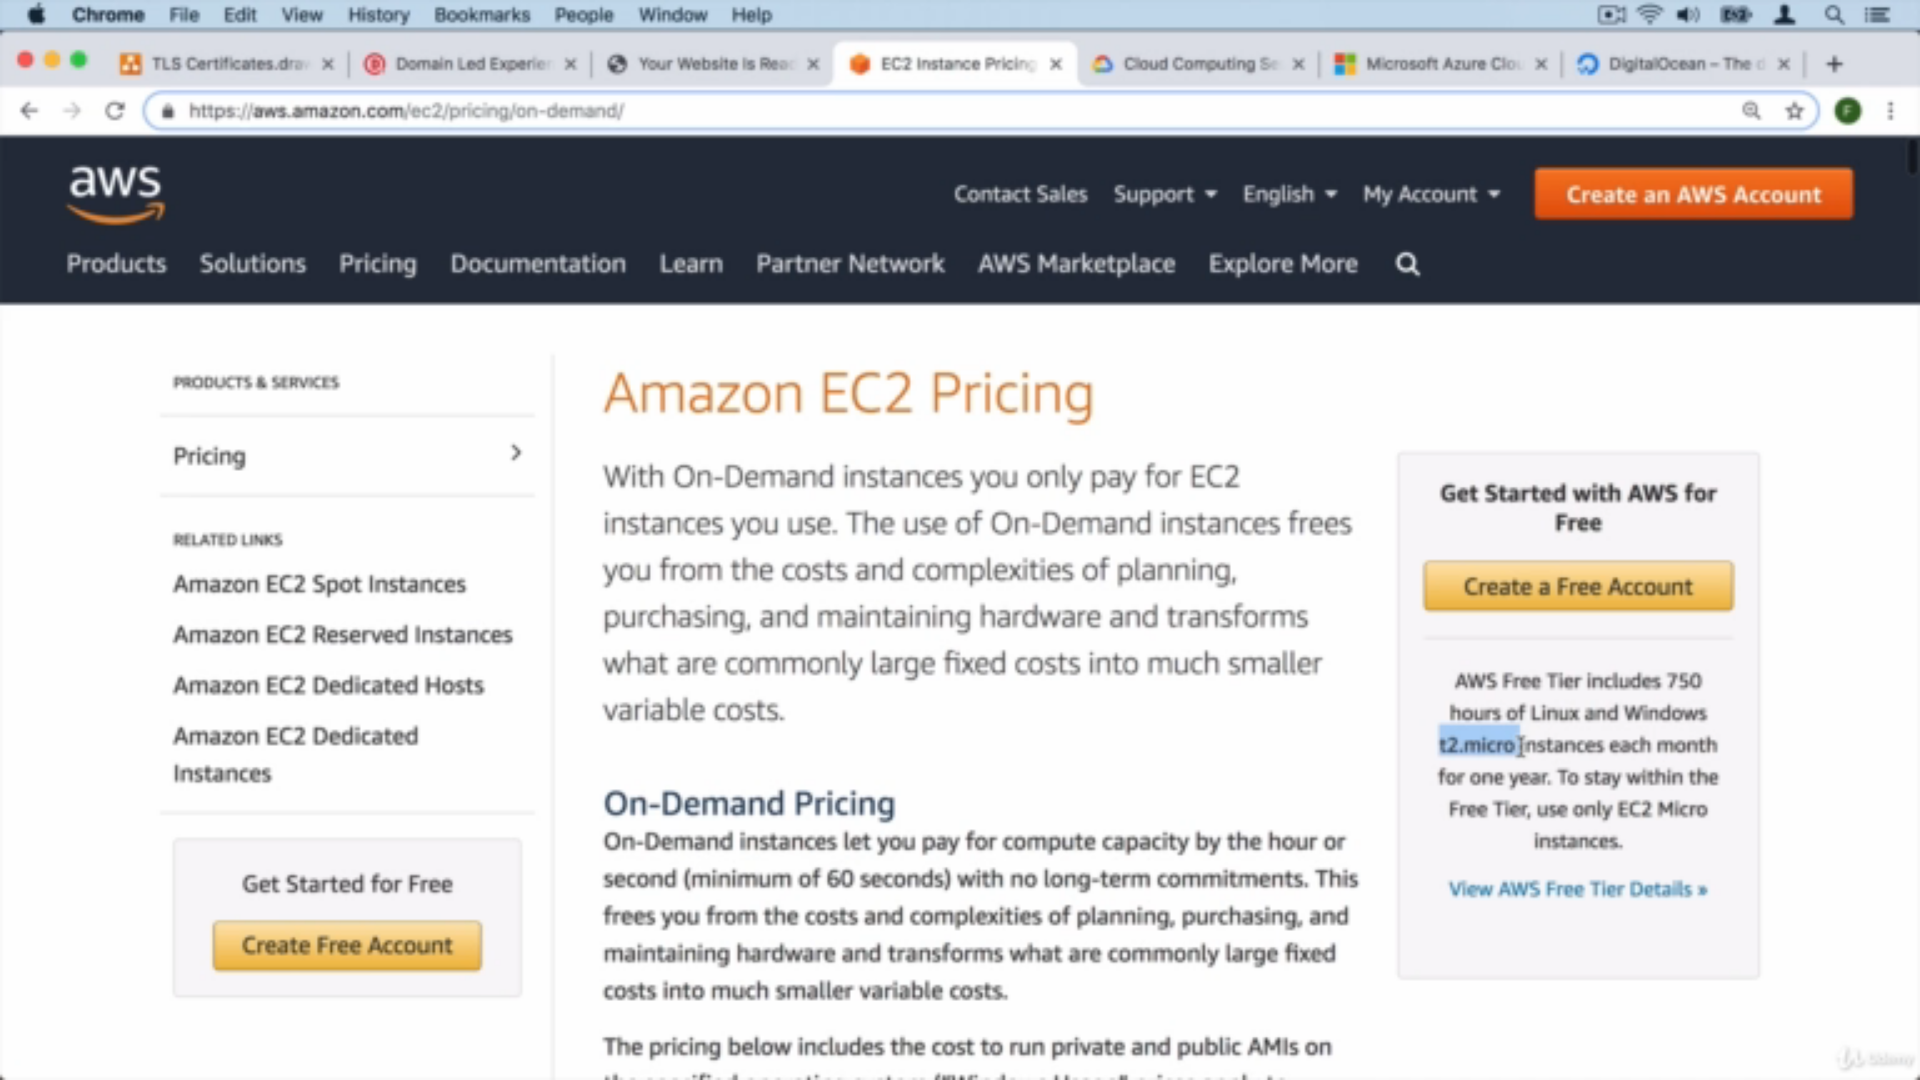 Chrome File Edit View History Bookmarks People Window Help
TLS Certificates.drav
Domain Led Experien
Your Website Is Read
EC2 Instance Pricing
Cloud Computing Se
Microsoft Azure Clou
DigitalOcean – The d
https://aws.amazon.com/ec2/pricing/on-demand/
F
aws
Contact Sales Support English My Account Create an AWS Account
Products Solutions Pricing Documentation Learn Partner Network AWS Marketplace Explore More
PRODUCTS & SERVICES
Pricing
RELATED LINKS
Amazon EC2 Spot Instances
Amazon EC2 Reserved Instances
Amazon EC2 Dedicated Hosts
Amazon EC2 Dedicated
Instances
Get Started for Free
Create Free Account
Amazon EC2 Pricing
With On-Demand instances you only pay for EC2
instances you use. The use of On-Demand instances frees
you from the costs and complexities of planning,
purchasing, and maintaining hardware and transforms
what are commonly large fixed costs into much smaller
variable costs.
On-Demand Pricing
On-Demand instances let you pay for compute capacity by the hour or
second (minimum of 60 seconds) with no long-term commitments. This
frees you from the costs and complexities of planning, purchasing, and
maintaining hardware and transforms what are commonly large fixed
costs into much smaller variable costs.
The pricing below includes the cost to run private and public AMIs on
Get Started with AWS for
Free
Create a Free Account
AWS Free Tier includes 750
hours of Linux and Windows
t2.micro instances each month
for one year. To stay within the
Free Tier, use only EC2 Micro
instances.
View AWS Free Tier Details »
Udemy